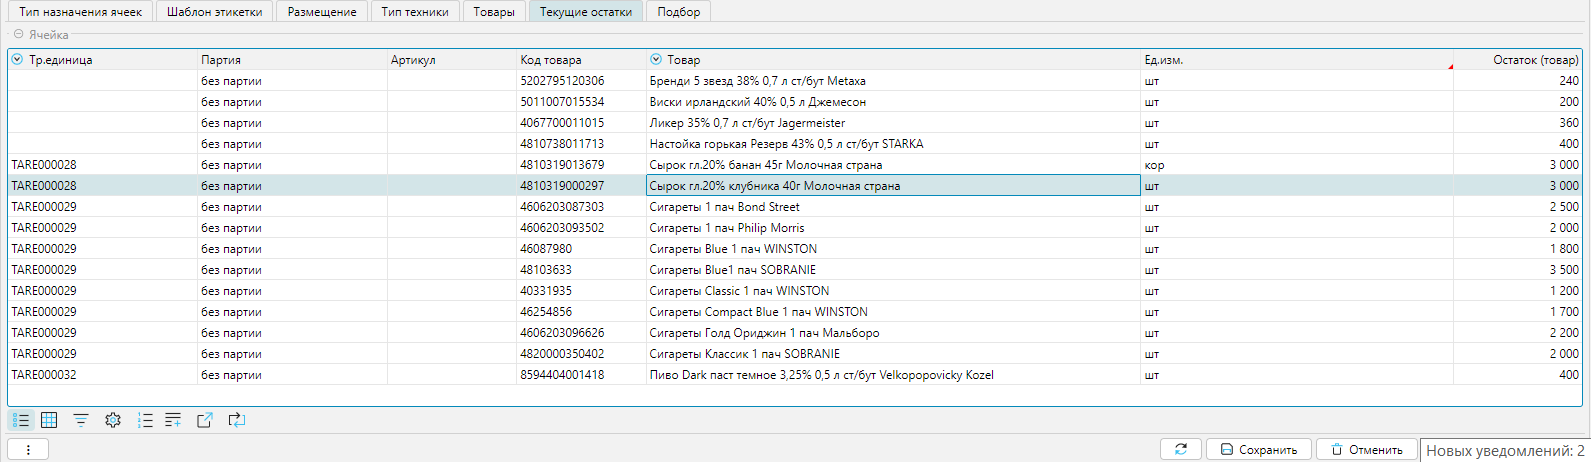 Тип назначения ячеек Шаблон этикетки Размещение Тип техники Товары Текущие остатки Подбор
Ячейка
Тр.единица Партия Артикул Код товара Товар Ед.изм. Остаток (товар)
без партии 5202795120306 Бренди 5 звезд 38% 0,7 л ст/бут Metaxa шт 240
без партии 5011007015534 Виски ирландский 40% 0,5 л Джемесон шт 200
без партии 4067700011015 Ликер 35% 0,7 л ст/бут Jagermeister шт 360
без партии 4810738011713 Настойка горькая Резерв 43% 0,5 л ст/бут STARKA шт 400
TARE000028 без партии 4810319013679 Сырок гл.20% банан 45г Молочная страна кор 3 000
TARE000028 без партии 4810319000297 Сырок гл.20% клубника 40г Молочная страна шт 3 000
TARE000029 без партии 4606203087303 Сигареты 1 пач Bond Street шт 2 500
TARE000029 без партии 4606203093502 Сигареты 1 пач Philip Morris шт 2 000
TARE000029 без партии 46087980 Сигареты Blue 1 пач WINSTON шт 1 800
TARE000029 без партии 48103633 Сигареты Blue1 пач SOBRANIE шт 3 500
TARE000029 без партии 40331935 Сигареты Classic 1 пач WINSTON шт 1 200
TARE000029 без партии 46254856 Сигареты Compact Blue 1 пач WINSTON шт 1 700
TARE000029 без партии 4606203096626 Сигареты Голд Ориджин 1 пач Мальборо шт 2 200
TARE000029 без партии 4820000350402 Сигареты Классик 1 пач SOBRANIE шт 2 000
TARE000032 без партии 8594404001418 Пиво Dark паст темное 3,25% 0,5 л ст/бут Velkopopovicky Kozel шт 400
Сохранить Отменить Новых уведомлений: 2